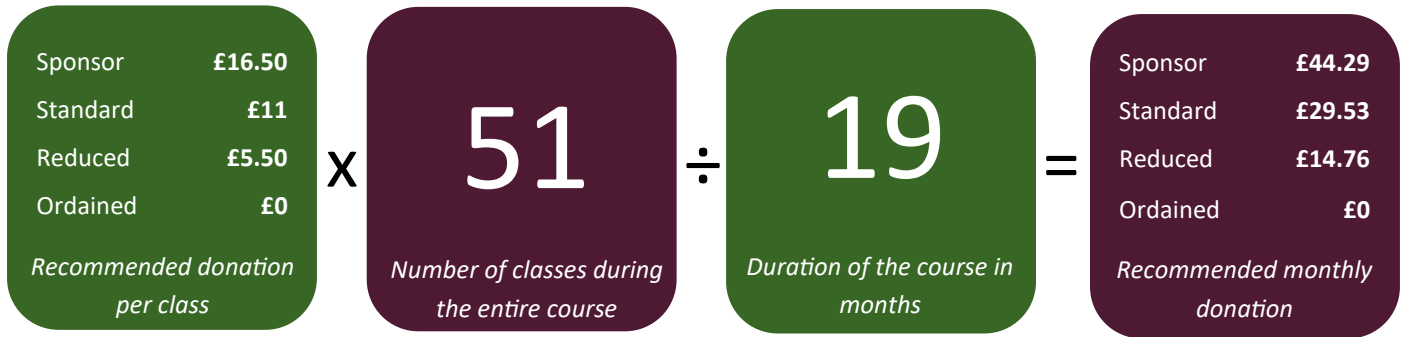 Sponsor £16.50
Standard £11
Reduced £5.50
Ordained £0
Recommended donation
per class
x
51
Number of classes during
the entire course
÷
19
Duration of the course in
months
=
Sponsor £44.29
Standard £29.53
Reduced £14.76
Ordained £0
Recommended monthly
donation